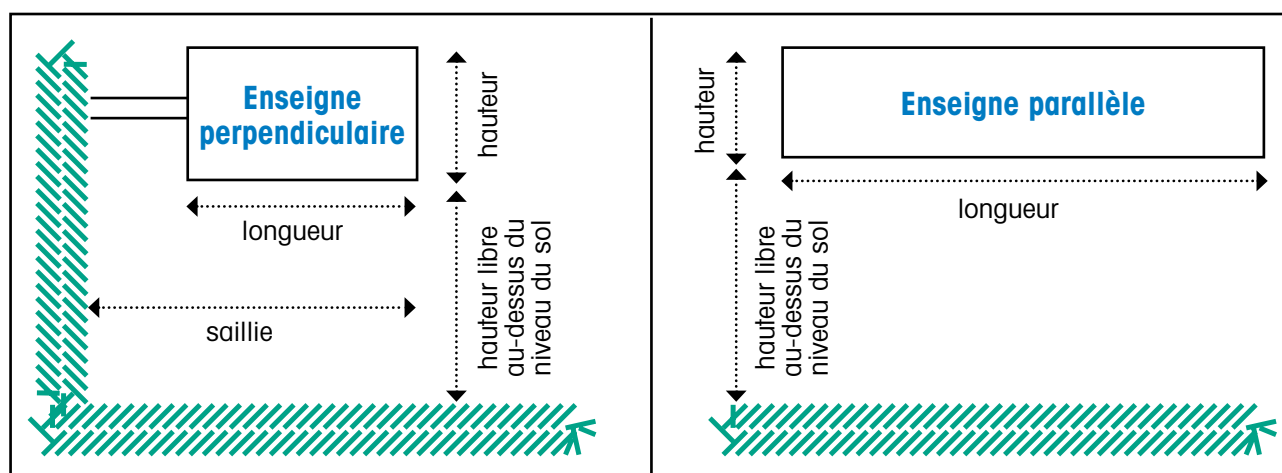 Enseigne
perpendiculaire
hauteur
longueur
hauteur libre
au-dessus du
niveau du sol
saillie
Enseigne parallèle
hauteur
longueur
hauteur libre
au-dessus du
niveau du sol